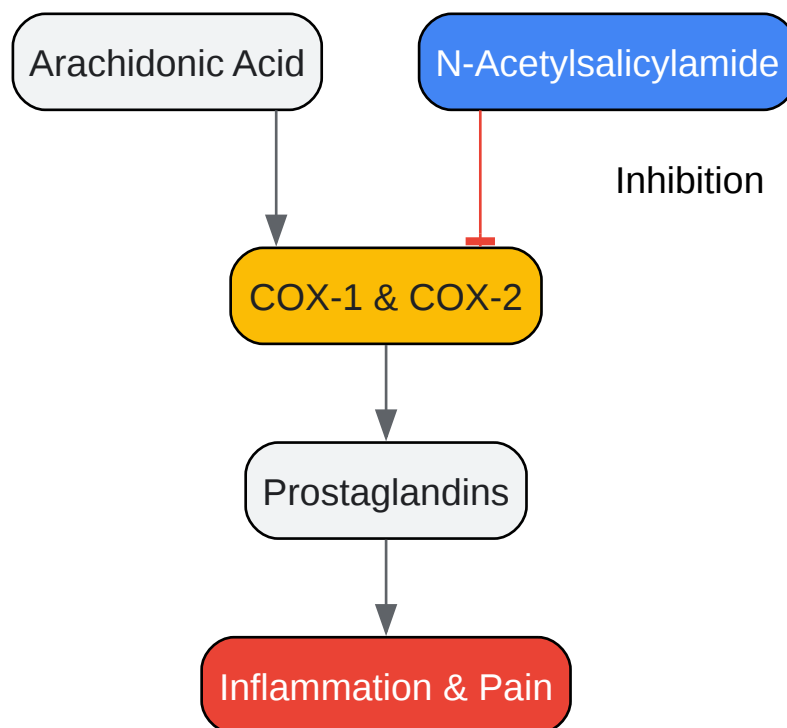 Arachidonic Acid
N-Acetylsalicylamide
Inhibition
COX-1 & COX-2
Prostaglandins
Inflammation & Pain